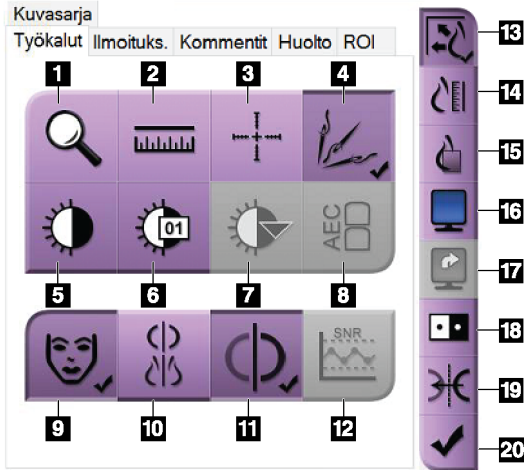 Kuvasarja
Työkalut Ilmoituks. Kommentit Huolto ROI
1 2 3 4 13
14
15
01
AEC
16
5 6 7 8 17
SNR
18
19
9 10 11 12 20